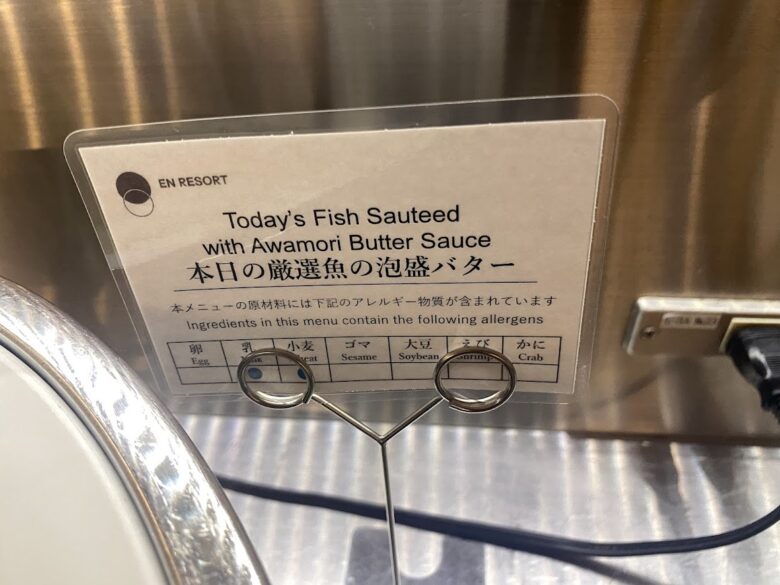 EN RESORT
Today's Fish Sauteed
with Awamori Butter Sauce
本日の厳選魚の泡盛バター
本メニューの原材料には下記のアレルギー物質が含まれています
Ingredients in this menu contain the following allergens
卵 乳 小麦 ゴマ 大豆 えび かに
Egg Sesame Soybean Shrimp Crab